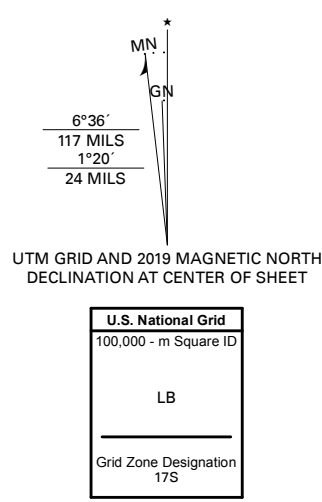 ★
MN
GN
6°36´
117 MILS
1°20´
24 MILS
UTM GRID AND 2019 MAGNETIC NORTH
DECLINATION AT CENTER OF SHEET
U.S. National Grid
100,000 - m Square ID
LB
Grid Zone Designation
17S